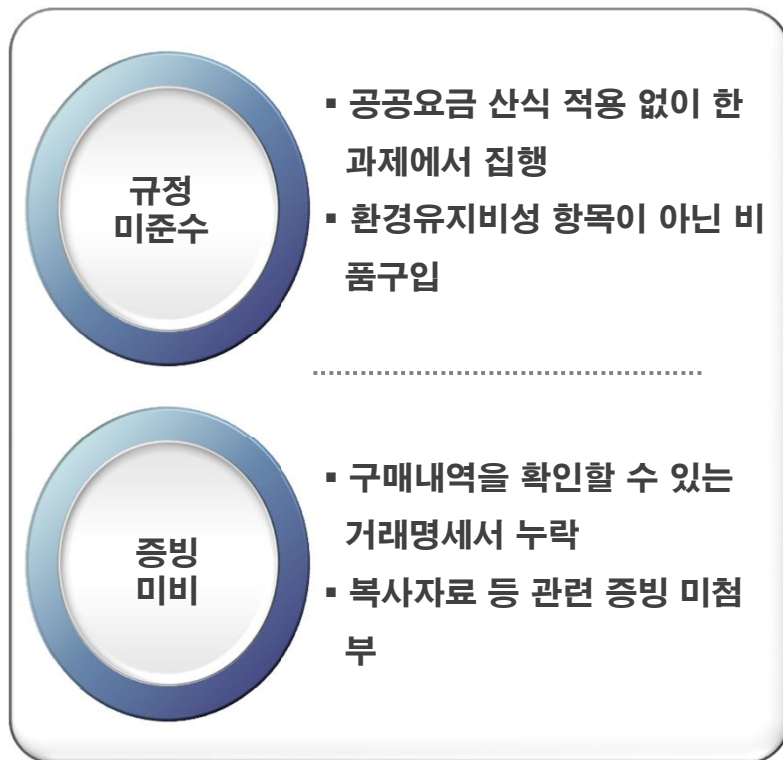 규정
미준수
▪ 공공요금 산식 적용 없이 한
과제에서 집행
▪ 환경유지비성 항목이 아닌 비
품구입
증빙
미비
▪ 구매내역을 확인할 수 있는
거래명세서 누락
▪ 복사자료 등 관련 증빙 미첨
부